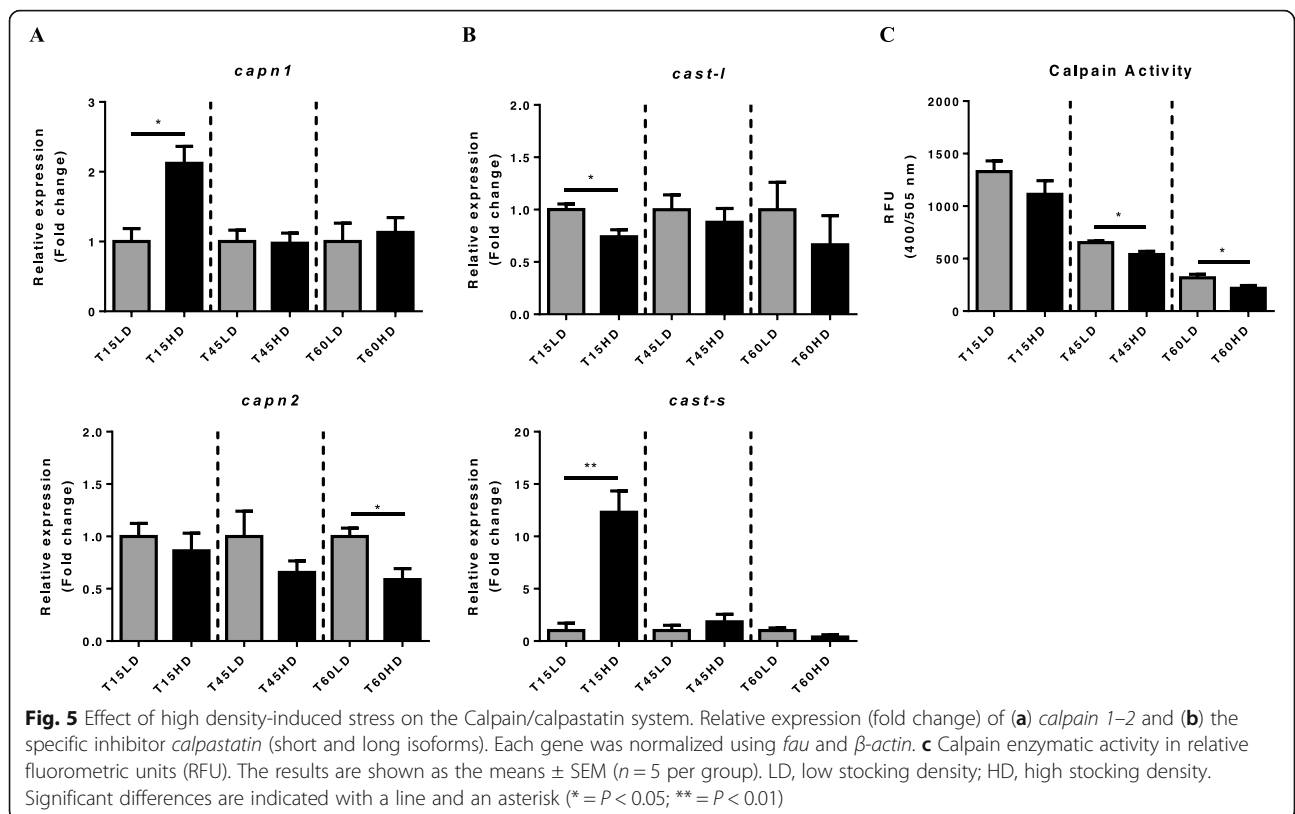 A
capn1
Relative expression
(Fold change)
3
2
1
0
*
T15LD
T15HD
T45LD
T45HD
T60LD
T60HD
B
cast-l
Relative expression
(Fold change)
2.0
1.5
1.0
0.5
0.0
*
T15LD
T15HD
T45LD
T45HD
T60LD
T60HD
C
Calpain Activity
RFU
(400/505 nm)
2000
1500
1000
500
0
*
*
T15LD
T15HD
T45LD
T45HD
T60LD
T60HD
capn2
Relative expression
(Fold change)
2.0
1.5
1.0
0.5
0.0
*
T15LD
T15HD
T45LD
T45HD
T60LD
T60HD
cast-s
Relative expression
(Fold change)
20
15
10
5
0
**
T15LD
T15HD
T45LD
T45HD
T60LD
T60HD
Fig. 5 Effect of high density-induced stress on the Calpain/calpastatin system. Relative expression (fold change) of (a) calpain 1–2 and (b) the
specific inhibitor calpastatin (short and long isoforms). Each gene was normalized using fau and β-actin. c Calpain enzymatic activity in relative
fluorometric units (RFU). The results are shown as the means ± SEM (n = 5 per group). LD, low stocking density; HD, high stocking density.
Significant differences are indicated with a line and an asterisk (* = P < 0.05; ** = P < 0.01)